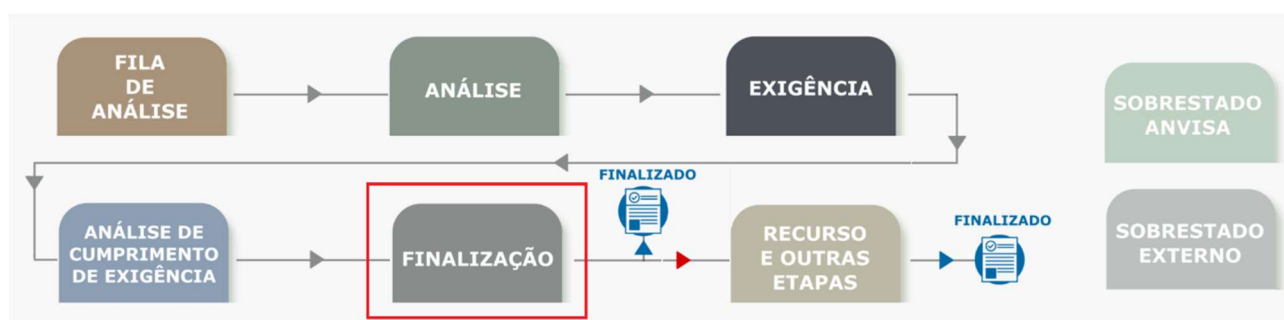 FILA
DE
ANÁLISE
ANÁLISE
EXIGÊNCIA
SOBRESTADO
ANVISA
ANÁLISE DE
CUMPRIMENTO
DE EXIGÊNCIA
FINALIZAÇÃO
FINALIZADO
RECURSO
E OUTRAS
ETAPAS
FINALIZADO
SOBRESTADO
EXTERNO